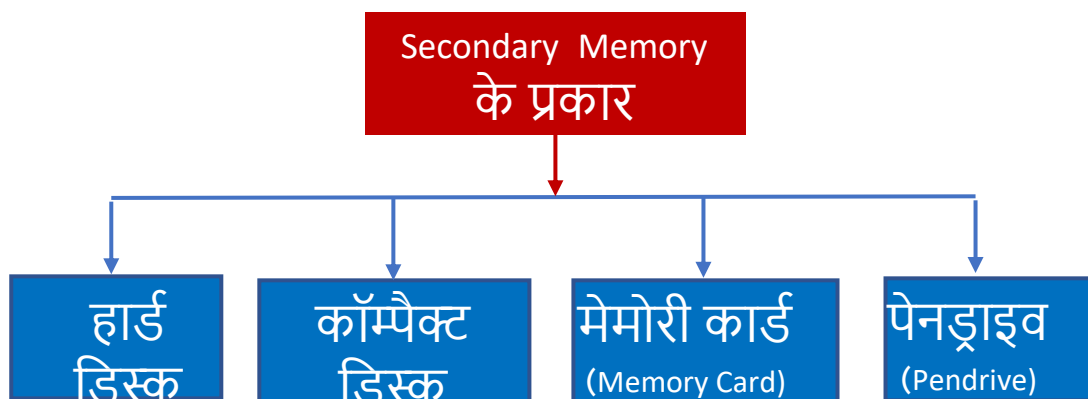 Secondary Memory
के प्रकार
हार्ड
डिस्क
कॉम्पैक्ट
डिस्क
मेमोरी कार्ड
(Memory Card)
पेनड्राइव
(Pendrive)